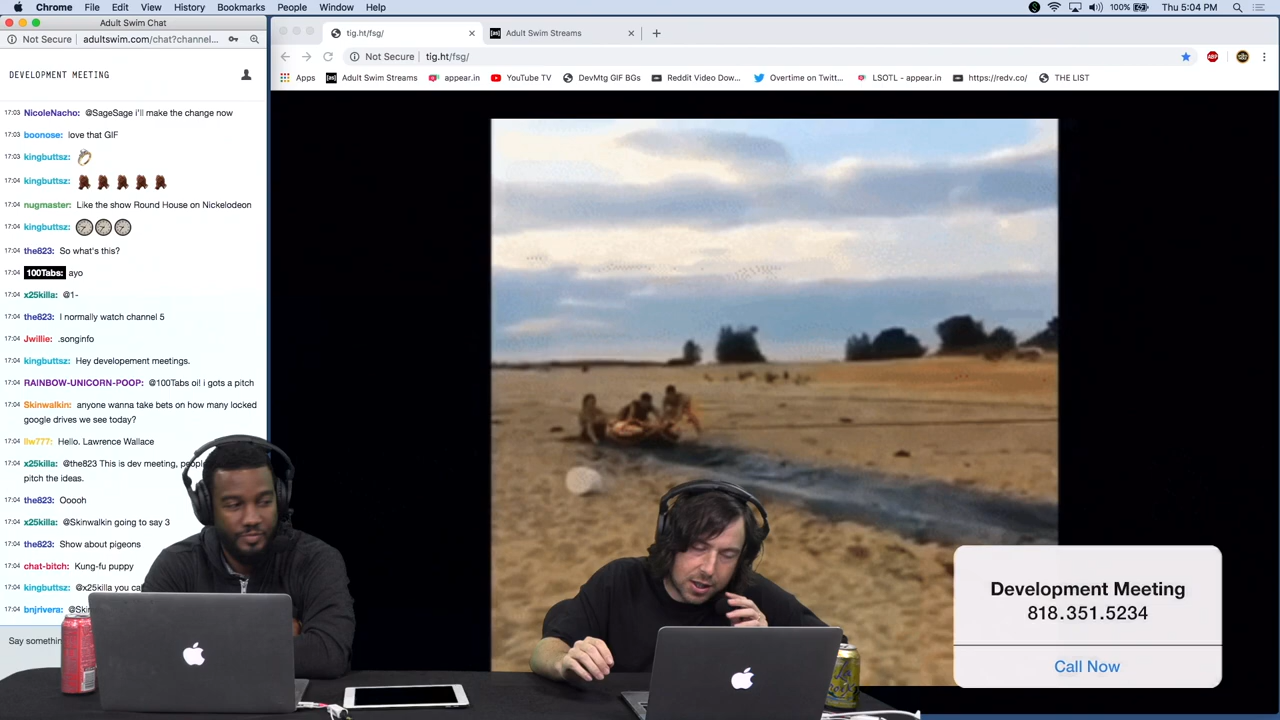 Chrome File Edit View History Bookmarks People Window Help
100% Thu 5:04 PM
Adult Swim Chat
Not Secure adultswim.com/chat?channel...
DEVELOPMENT MEETING
17:03 NicoleNacho: @SageSage i'll make the change now
17:03 boonose: love that GIF
17:03 kingbuttsz:
17:04 kingbuttsz:
17:04 nugmaster: Like the show Round House on Nickelodeon
17:04 kingbuttsz:
17:04 the823: So what's this?
17:04 100Tabs: ayo
17:04 x25killa: @1-
17:04 the823: I normally watch channel 5
17:04 Jwillie: .songinfo
17:04 kingbuttsz: Hey developement meetings.
17:04 RAINBOW-UNICORN-POOP: @100Tabs oi! i gots a pitch
17:04 Skinwalkin: anyone wanna take bets on how many locked
google drives we see today?
17:04 llw777: Hello. Lawrence Wallace
17:04 x25killa: @the823 This is dev meeting,
pitch the ideas.
17:04 the823: Ooooh
17:04 x25killa: @Skinwalkin going to say 3
17:04 the823: Show about pigeons
17:04 chat-bitch: Kung-fu puppy
17:04 kingbuttsz: @x25killa you
17:04 bnjrivera:
Say somethin
tig.ht/fsg/
Adult Swim Streams
Not Secure tig.ht/fsg/
ABP
Apps Adult Swim Streams appear.in YouTube TV DevMtg GIF BGs Reddit Video Dow... Overtime on Twitt... LSOTL - appear.in https://redv.co/ THE LIST
Development Meeting
818.351.5234
Call Now